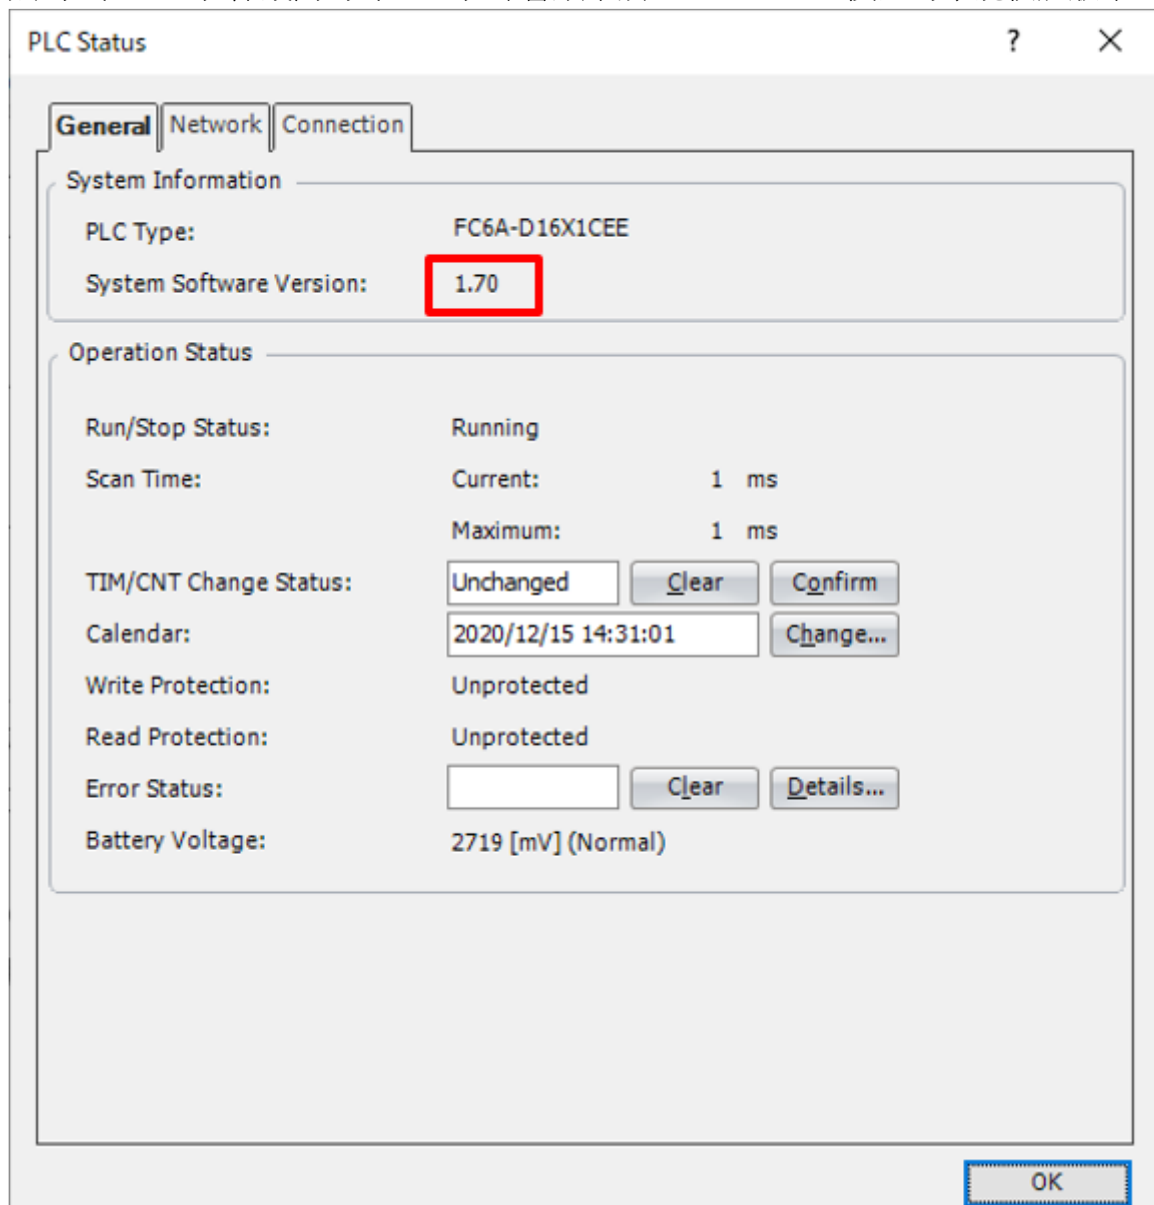 PLC Status ?
General Network Connection
System Information
PLC Type: FC6A-D16X1CEE
System Software Version: 1.70
Operation Status
Run/Stop Status: Running
Scan Time: Current: 1 ms
Maximum: 1 ms
TIM/CNT Change Status: Unchanged Clear Confirm
Calendar: 2020/12/15 14:31:01 Change...
Write Protection: Unprotected
Read Protection: Unprotected
Error Status: Clear Details...
Battery Voltage: 2719 [mV] (Normal)
OK